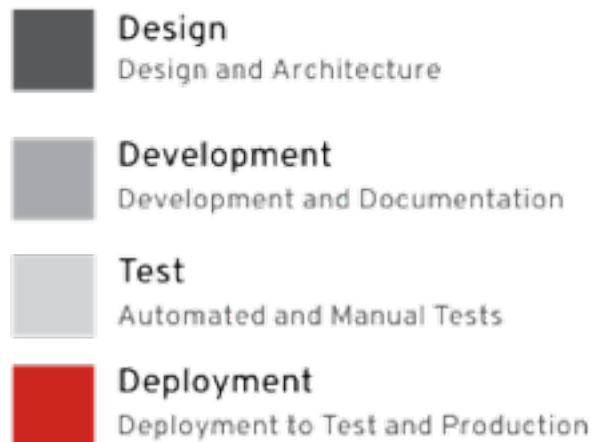 Design
Design and Architecture
Development
Development and Documentation
Test
Automated and Manual Tests
Deployment
Deployment to Test and Production